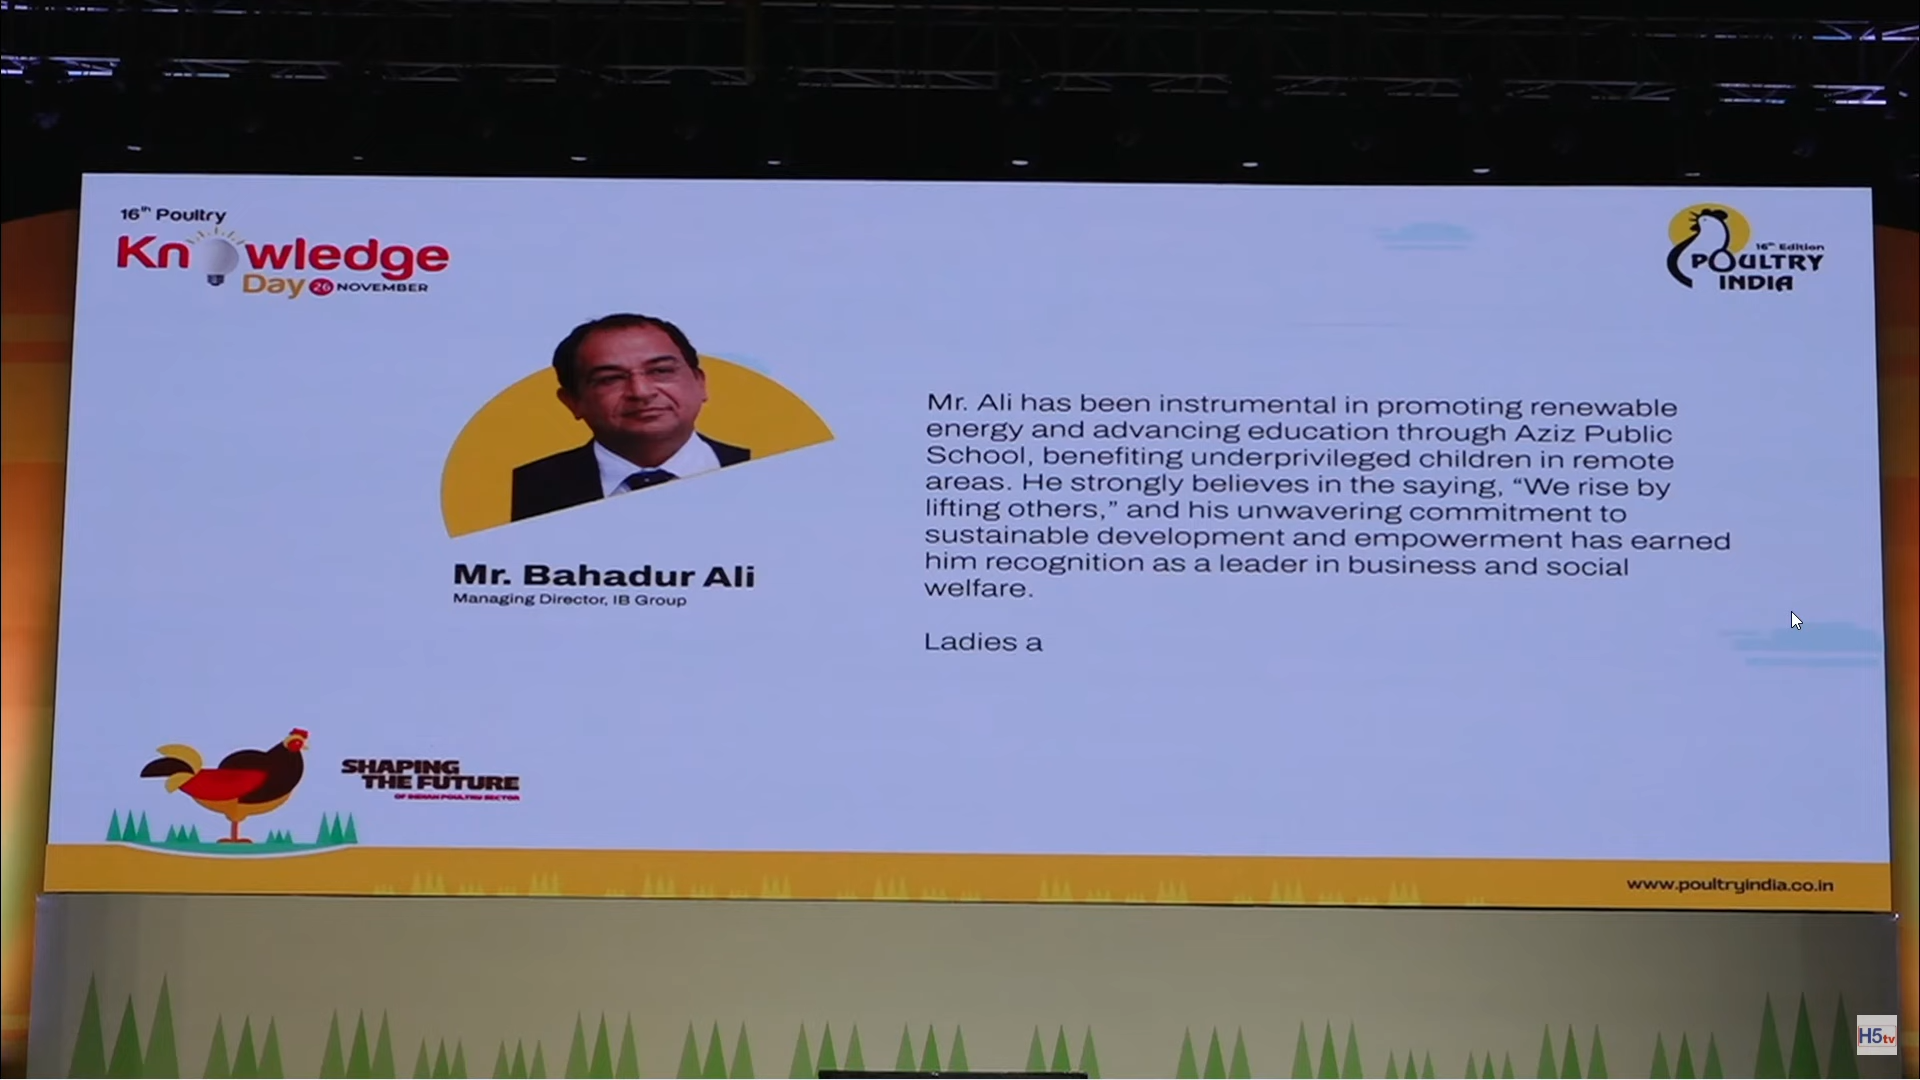 16th Poultry
Knowledge
Day 26 NOVEMBER
16th Edition
POULTRY
INDIA
Mr. Ali has been instrumental in promoting renewable
energy and advancing education through Aziz Public
School, benefiting underprivileged children in remote
areas. He strongly believes in the saying, “We rise by
lifting others,” and his unwavering commitment to
sustainable development and empowerment has earned
him recognition as a leader in business and social
welfare.
Ladies a
Mr. Bahadur Ali
Managing Director, IB Group
SHAPING
THE FUTURE
OF INDIAN POULTRY SECTOR
www.poultryindia.co.in
H5tv